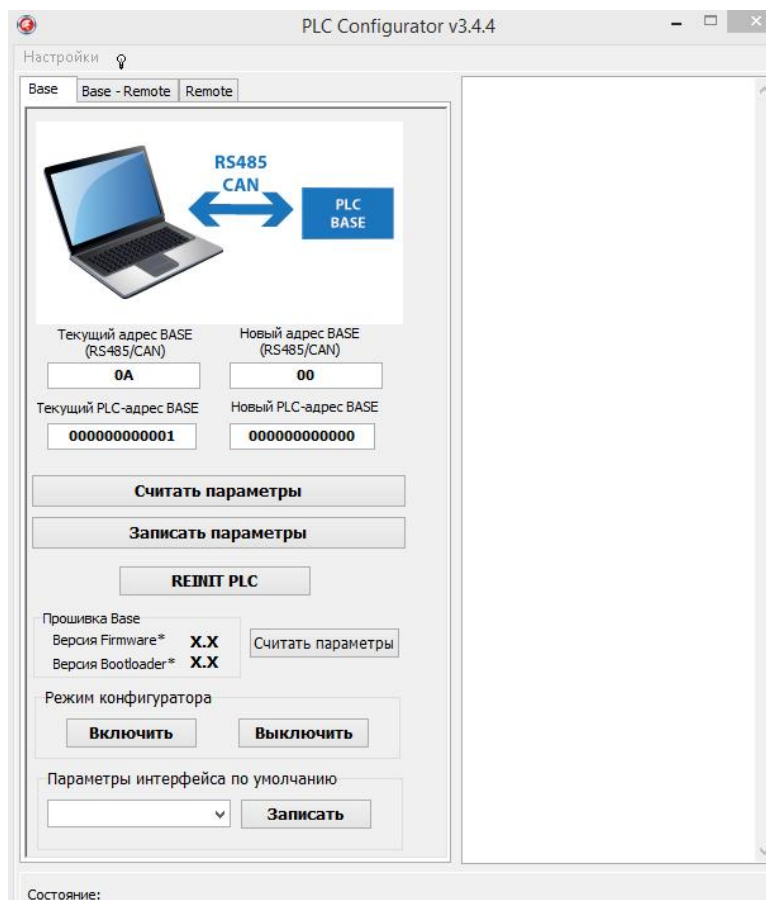 PLC Configurator v3.4.4
Настройки
Base
Base - Remote
Remote
RS485
CAN
PLC
BASE
Текущий адрес BASE
(RS485/CAN)
Новый адрес BASE
(RS485/CAN)
0A
00
Текущий PLC-адрес BASE
Новый PLC-адрес BASE
000000000001
000000000000
Считать параметры
Записать параметры
REINIT PLC
Прошивка Base
Версия Firmware* X.X
Версия Bootloader* X.X
Считать параметры
Режим конфигуратора
Включить
Выключить
Параметры интерфейса по умолчанию
Записать
Состояние: